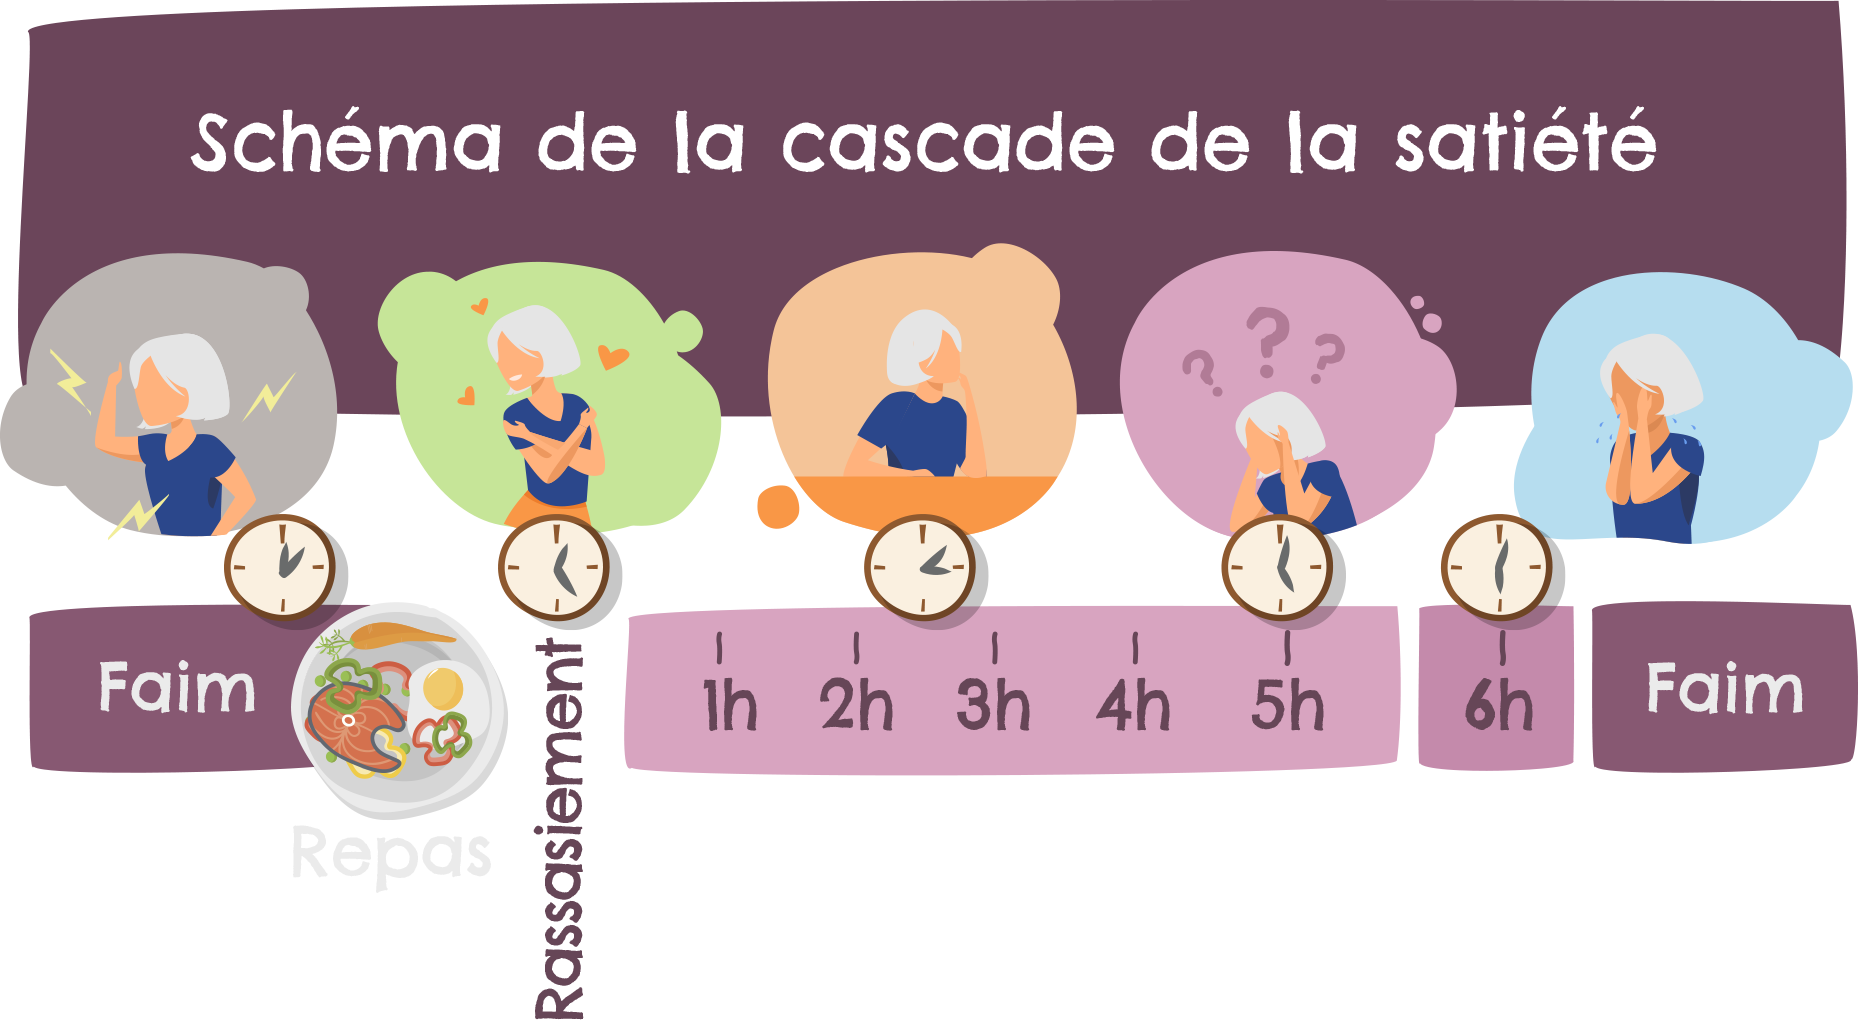 Schéma de la cascade de la satiété
Faim
Repas
Rassasiement
1h 2h 3h 4h 5h 6h
Faim